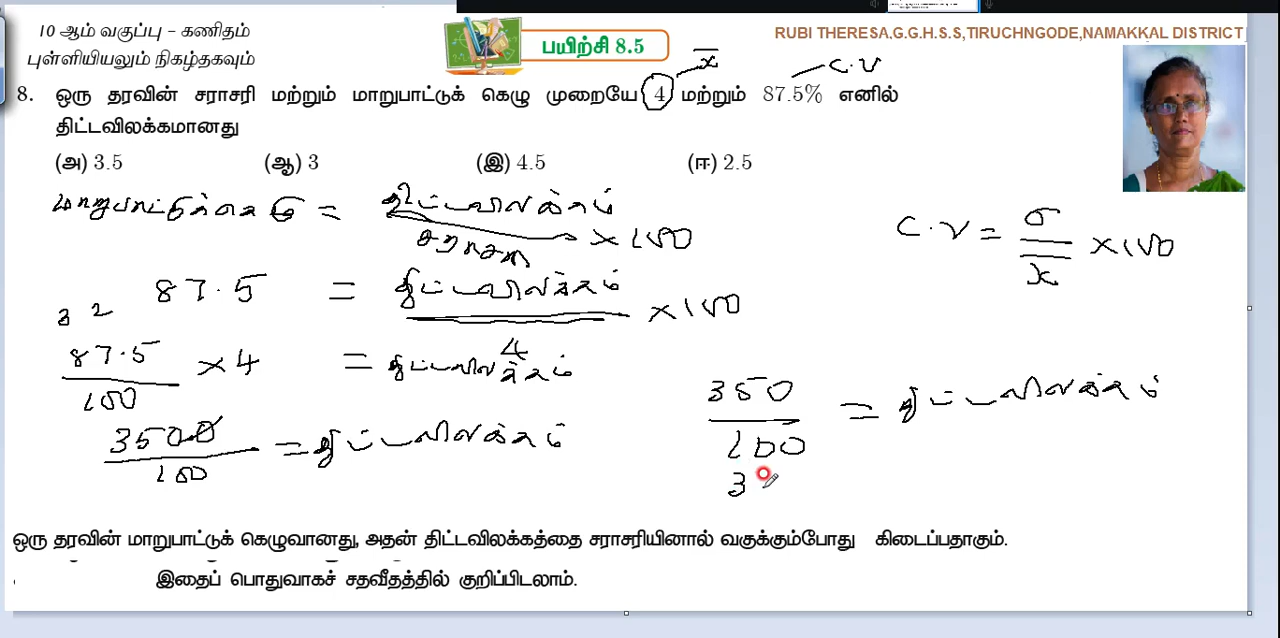 10 ஆம் வகுப்பு – கணிதம்
புள்ளியியலும் நிகழ்தகவும்
பயிற்சி 8.5
RUBI THERESA,G.G.H.S.S,TIRUCHNGODE,NAMAKKAL DISTRICT
x̅ C.V
8. ஒரு தரவின் சராசரி மற்றும் மாறுபாட்டுக் கெழு முறையே 4 மற்றும் 87.5% எனில்
திட்டவிலக்கமானது
(அ) 3.5 (ஆ) 3 (இ) 4.5 (ஈ) 2.5
மாறுபாட்டுக்கெழு = திட்டவிலக்கம் / சராசரி × 100
C.V = σ / x × 100
87.5 = திட்டவிலக்கம் / 4 × 100
3 2
87.5 / 100 × 4 = திட்டவிலக்கம்
3500 / 100 = திட்டவிலக்கம்
350 / 100 = திட்டவிலக்கம்
3
ஒரு தரவின் மாறுபாட்டுக் கெழுவானது, அதன் திட்டவிலக்கத்தை சராசரியினால் வகுக்கும்போது கிடைப்பதாகும்.
இதைப் பொதுவாகச் சதவீதத்தில் குறிப்பிடலாம்.